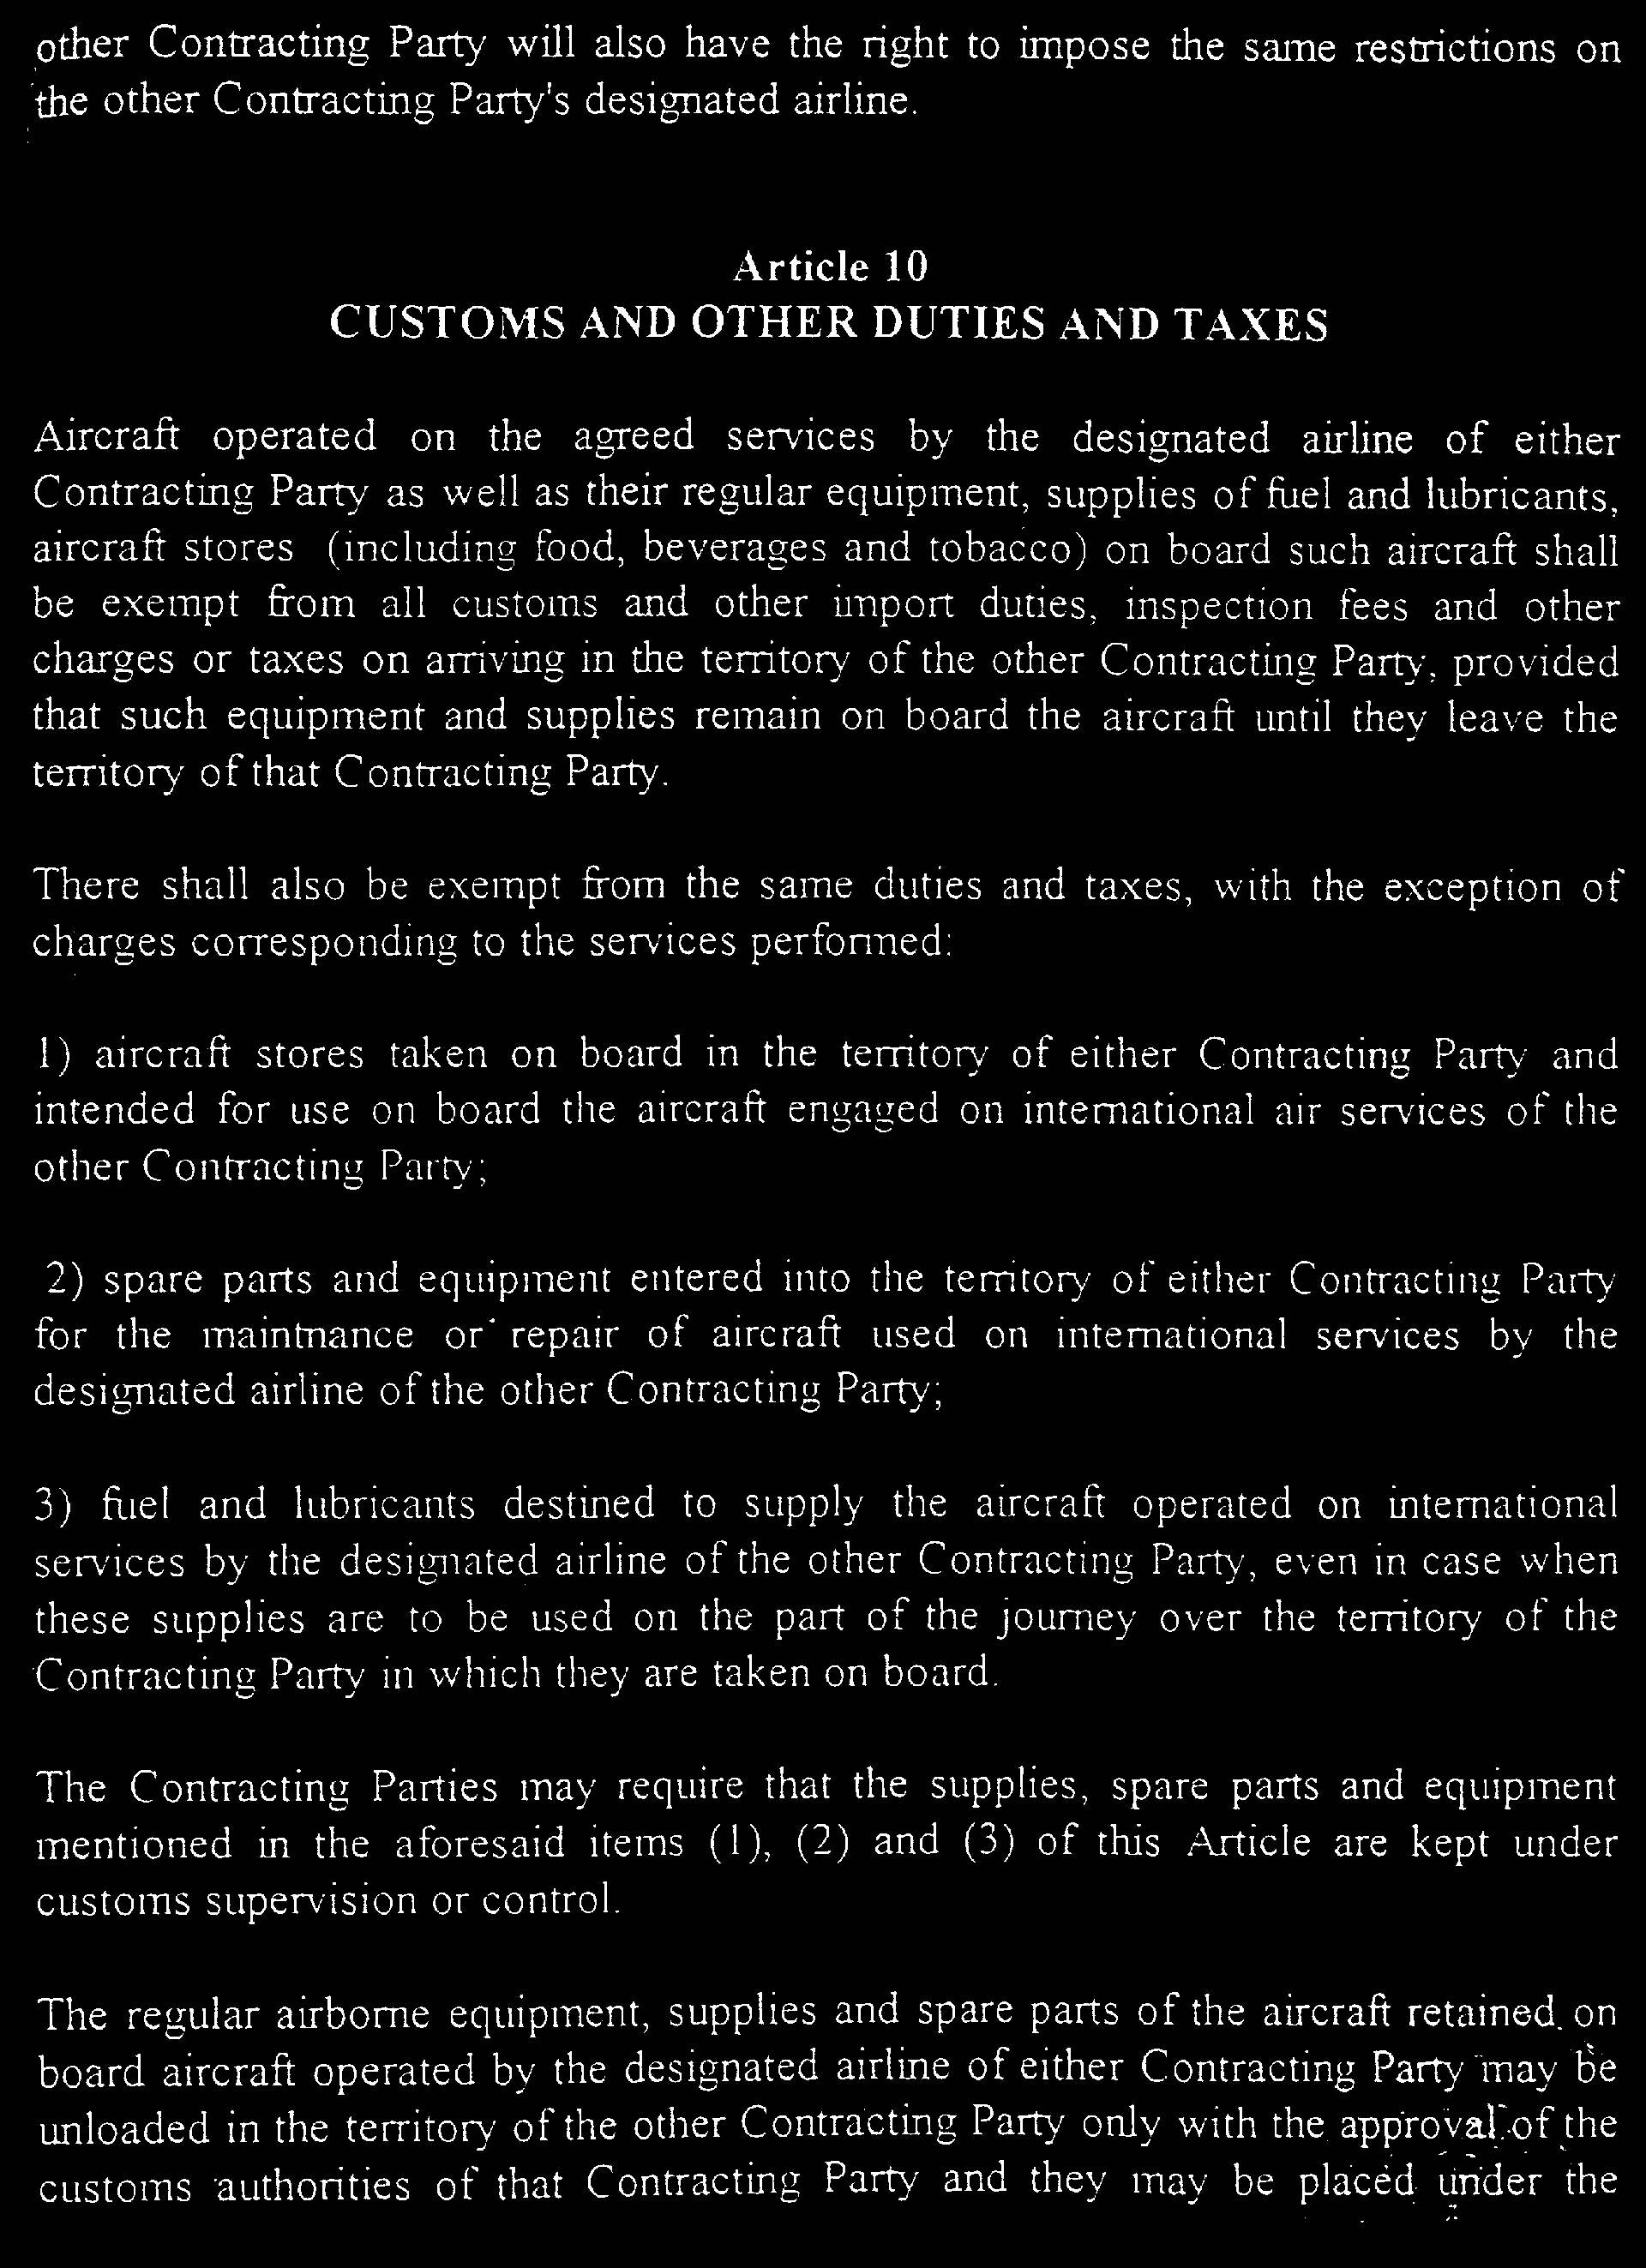 other Contracting Party will also have the right to impose the same restrictions on
the other Contracting Party's designated airline.
Article 10
CUSTOMS AND OTHER DUTIES AND TAXES
Aircraft operated on the agreed services by the designated airline of either
Contracting Party as well as their regular equipment, supplies of fuel and lubricants,
aircraft stores (including food, beverages and tobacco) on board such aircraft shall
be exempt from all customs and other import duties, inspection fees and other
charges or taxes on arriving in the territory of the other Contracting Party, provided
that such equipment and supplies remain on board the aircraft until they leave the
territory of that Contracting Party.
There shall also be exempt from the same duties and taxes, with the exception of
charges corresponding to the services performed:
1) aircraft stores taken on board in the territory of either Contracting Party and
intended for use on board the aircraft engaged on international air services of the
other Contracting Party;
2) spare parts and equipment entered into the territory of either Contracting Party
for the maintnance or repair of aircraft used on international services by the
designated airline of the other Contracting Party;
3) fuel and lubricants destined to supply the aircraft operated on international
services by the designated airline of the other Contracting Party, even in case when
these supplies are to be used on the part of the journey over the territory of the
Contracting Party in which they are taken on board.
The Contracting Parties may require that the supplies, spare parts and equipment
mentioned in the aforesaid items (1), (2) and (3) of this Article are kept under
customs supervision or control.
The regular airborne equipment, supplies and spare parts of the aircraft retained on
board aircraft operated by the designated airline of either Contracting Party may be
unloaded in the territory of the other Contracting Party only with the approval of the
customs authorities of that Contracting Party and they may be placed under the